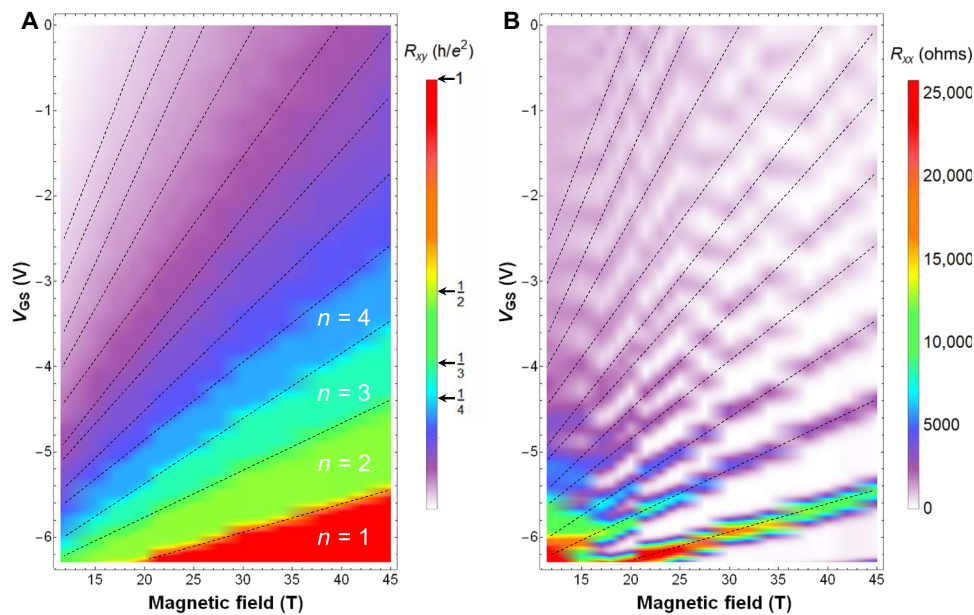 A
B
R_xy (h/e²)
R_xx (ohms)
0
−1
−2
−3
−4
−5
−6
V_GS (V)
n = 4
n = 3
n = 2
n = 1
15 20 25 30 35 40 45
Magnetic field (T)
1
1/2
1/3
1/4
0
0
−1
−2
−3
−4
−5
−6
15 20 25 30 35 40 45
Magnetic field (T)
25,000
20,000
15,000
10,000
5000
0